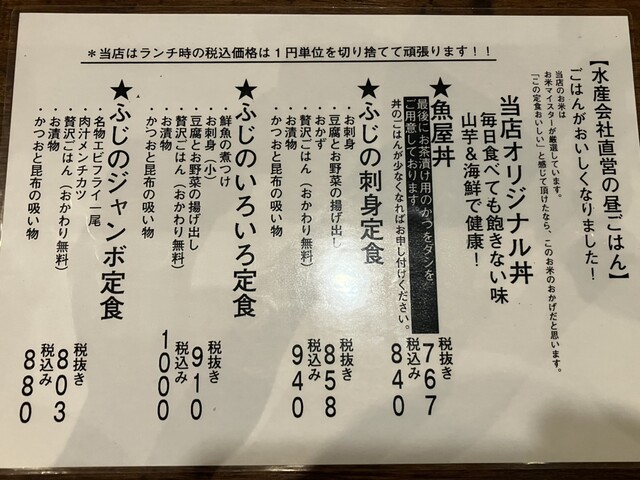 ＊当店はランチ時の税込価格は１円単位を切り捨てて頑張ります！！
【水産会社直営の昼ごはん】
ごはんがおいしくなりました！
当店のお米は
お米マイスターが厳選しています。
「この定食おいしい」と感じて頂けたなら、このお米のおかげだと思います。
当店オリジナル丼
毎日食べても飽きない味
山芋＆海鮮で健康！
★魚屋丼
最後にお茶漬け用のかつをダシを
ご用意しております。
丼のごはんが少なくなればお申し付けください。
税抜き 767
税込み 840
★ふじの刺身定食
・お刺身
・豆腐とお野菜の揚げ出し
・おかず
・贅沢ごはん（おかわり無料）
・お漬物
・かつおと昆布の吸い物
税抜き 858
税込み 940
★ふじのいろいろ定食
・鮮魚の煮つけ
・お刺身（小）
・豆腐とお野菜の揚げ出し
・贅沢ごはん（おかわり無料）
・お漬物
・かつおと昆布の吸い物
税抜き 910
税込み 1000
★ふじのジャンボ定食
・名物エビフライ一尾
・肉汁メンチカツ
・贅沢ごはん（おかわり無料）
・お漬物
・かつおと昆布の吸い物
税抜き 803
税込み 880